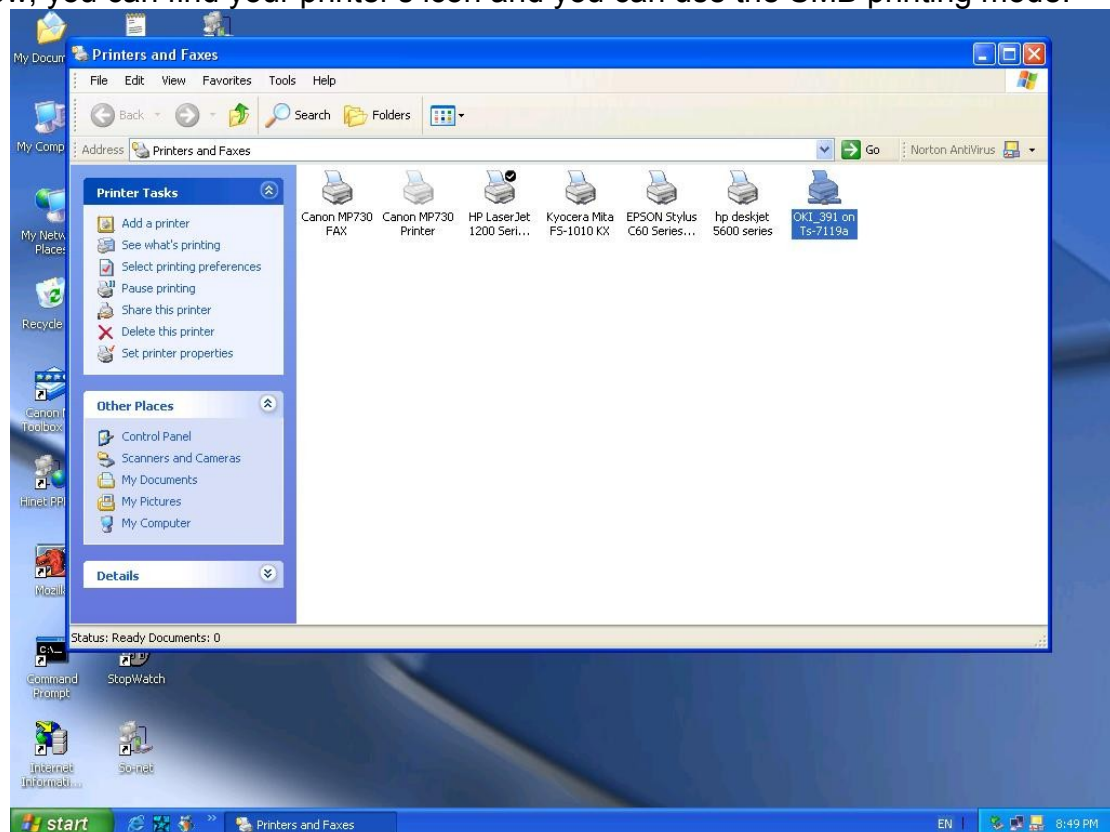 you can find your printer's icon and you can use the SMB printing mode.
My Docum
Printers and Faxes
File Edit View Favorites Tools Help
Back Search Folders
My Comp
Address Printers and Faxes Go Norton AntiVirus
Printer Tasks
Add a printer
See what's printing
Select printing preferences
Pause printing
Share this printer
Delete this printer
Set printer properties
Other Places
Control Panel
Scanners and Cameras
My Documents
My Pictures
My Computer
Details
Canon MP730
FAX
Canon MP730
Printer
HP LaserJet
1200 Seri...
Kyocera Mita
FS-1010 KX
EPSON Stylus
C60 Series...
hp deskjet
5600 series
OKI_391 on
Ts-7119a
Status: Ready Documents: 0
My Netw
Places
Recycle
Canon
Toolbox
Hinet PP
Mozill
C:\_
Command
Prompt
StopWatch
Internet
Informati...
So-net
start
Printers and Faxes
EN
8:49 PM